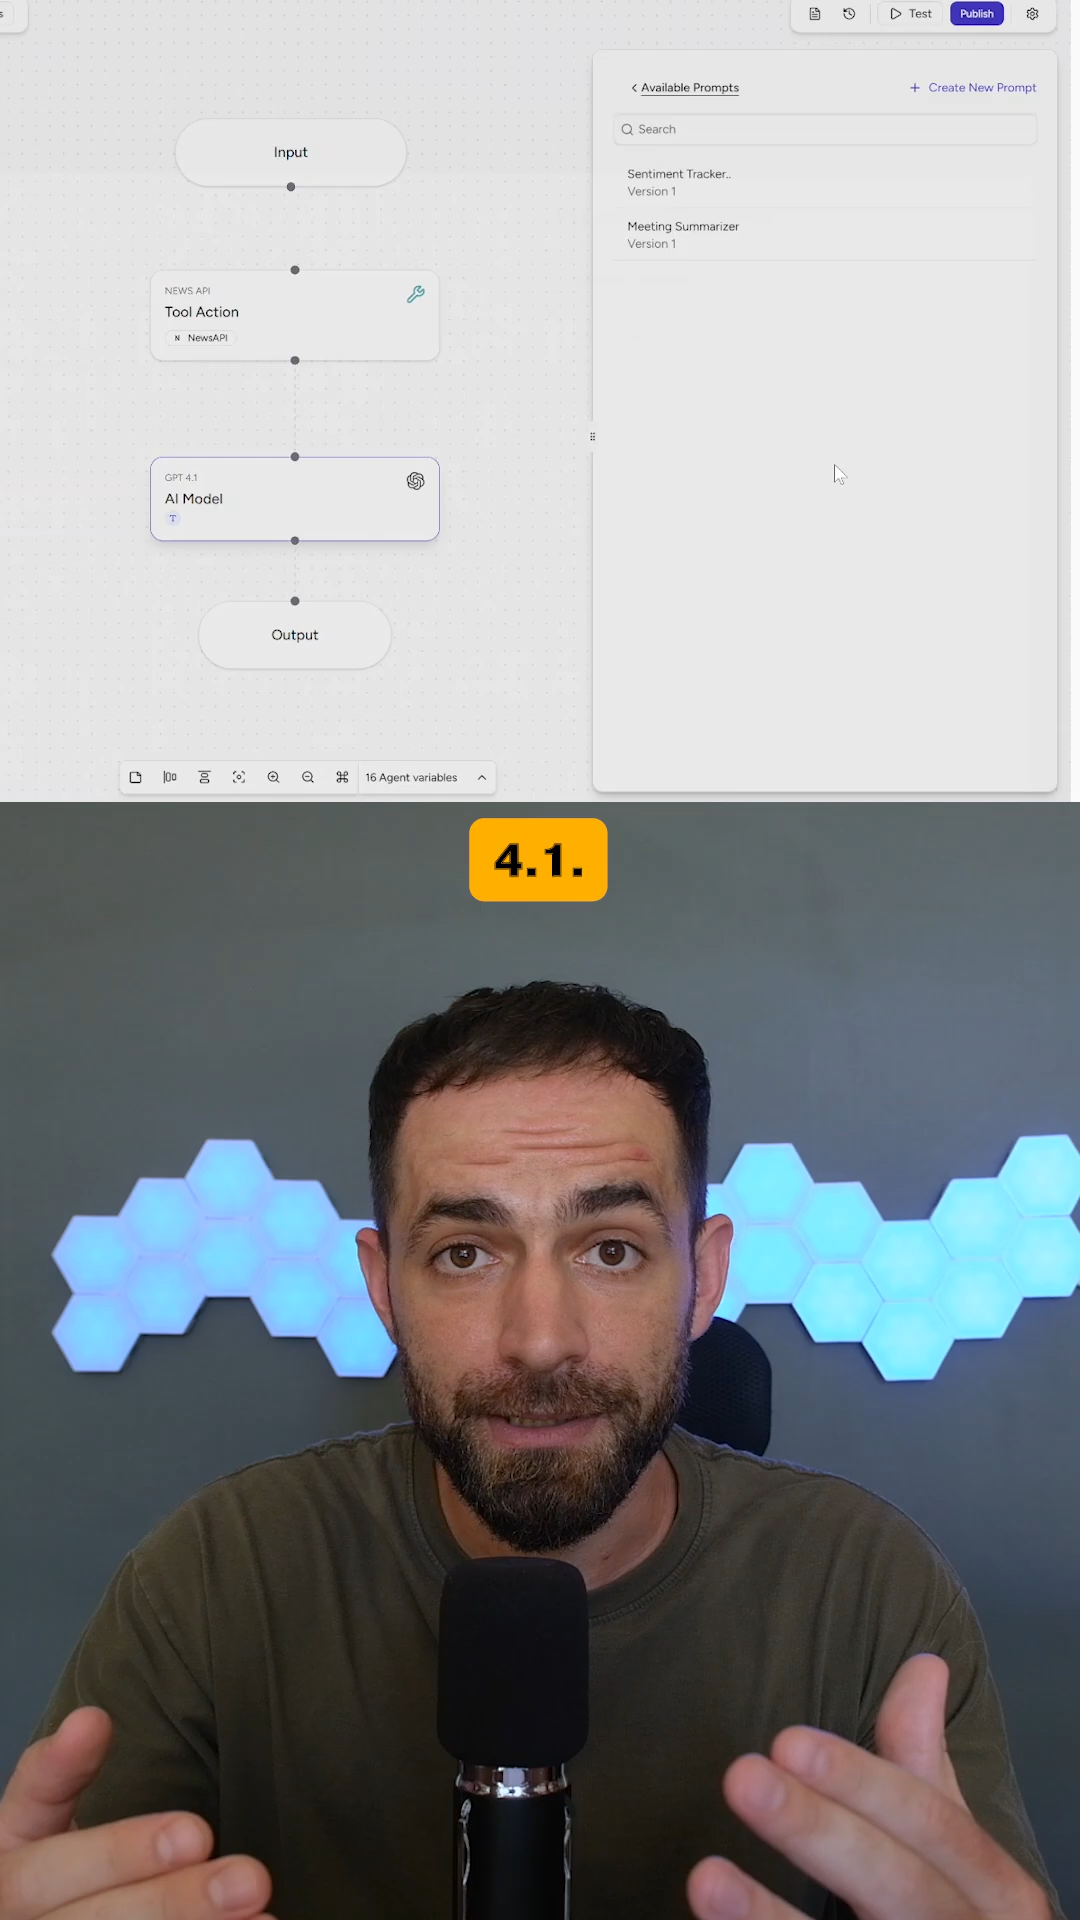 s
Test
Publish
Available Prompts
Create New Prompt
Search
Sentiment Tracker..
Version 1
Meeting Summarizer
Version 1
Input
NEWS API
Tool Action
N NewsAPI
GPT 4.1
AI Model
T
Output
16 Agent variables
4.1.